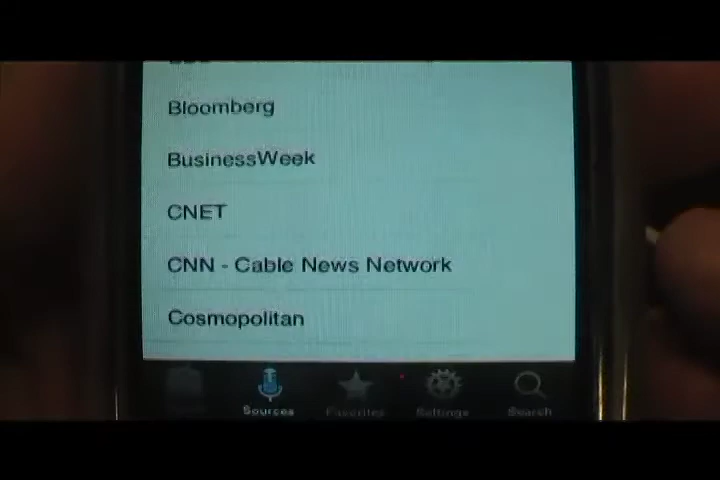 Bloomberg
BusinessWeek
CNET
CNN - Cable News Network
Cosmopolitan
Sources
Favorites
Settings
Search